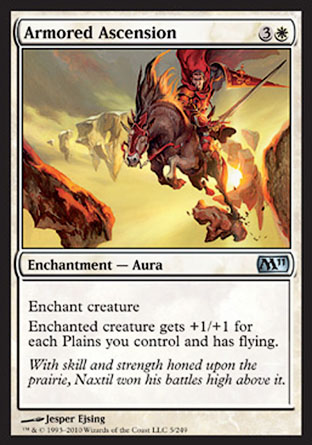 Armored Ascension 3
Enchantment — Aura M11
Enchant creature
Enchanted creature gets +1/+1 for
each Plains you control and has flying.
With skill and strength honed upon the
prairie, Naxtil won his battles high above it.
Jesper Ejsing
™ & © 1993–2010 Wizards of the Coast LLC 5/249